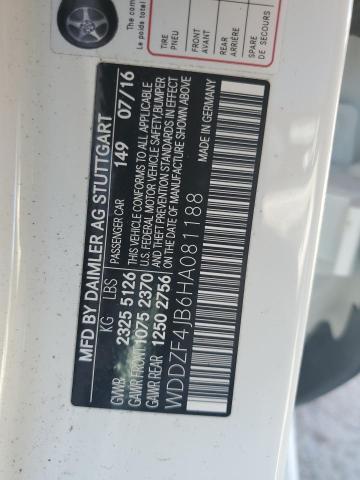 MFD BY DAIMLER AG STUTTGART
KG LBS PASSENGER CAR 149 07/16
GVWR 2325 5126 THIS VEHICLE CONFORMS TO ALL APPLICABLE
GAWR FRONT 1075 2370 U.S. FEDERAL MOTOR VEHICLE SAFETY, BUMPER
GAWR REAR 1250 2756 AND THEFT PREVENTION STANDARDS IN EFFECT
ON THE DATE OF MANUFACTURE SHOWN ABOVE
WDDZF4JB6HA081188 MADE IN GERMANY
Le poids total
TIRE
PNEU
FRONT
AVANT
REAR
ARRIÈRE
SPARE
DE SECOURS